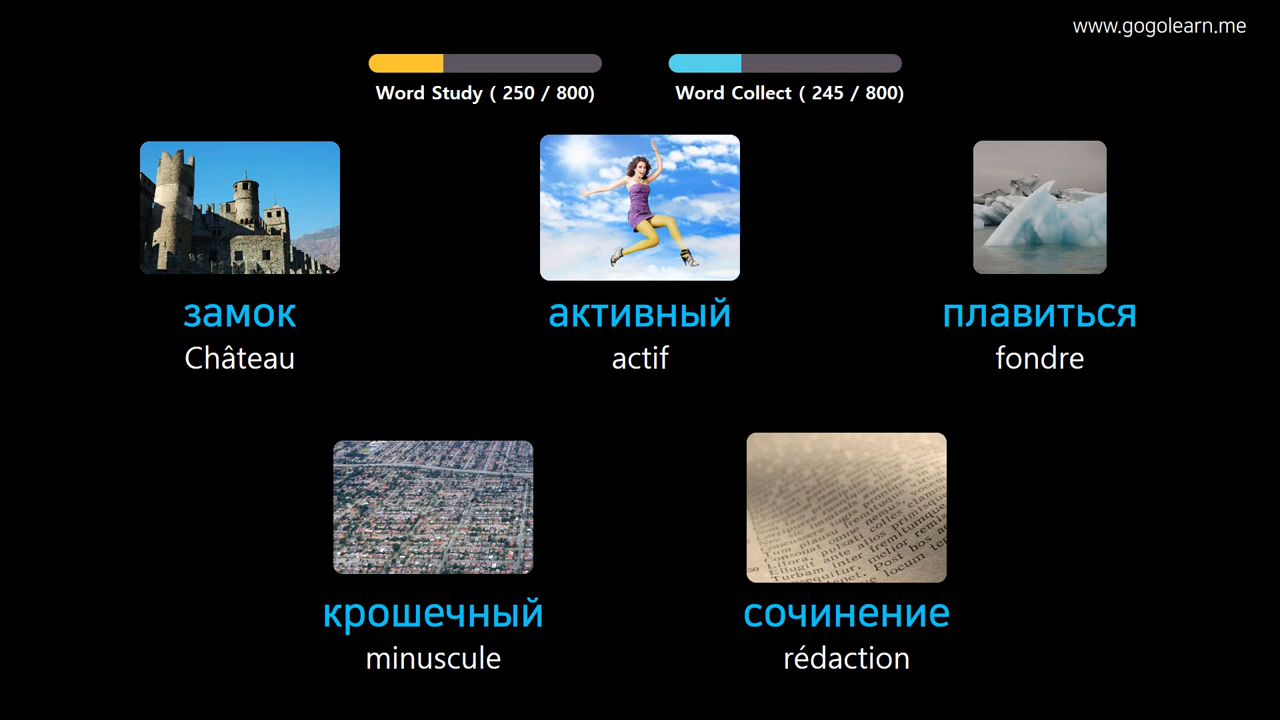 www.gogolearn.me
Word Study ( 250 / 800)
Word Collect ( 245 / 800)
замок
Château
активный
actif
плавиться
fondre
крошечный
minuscule
сочинение
rédaction